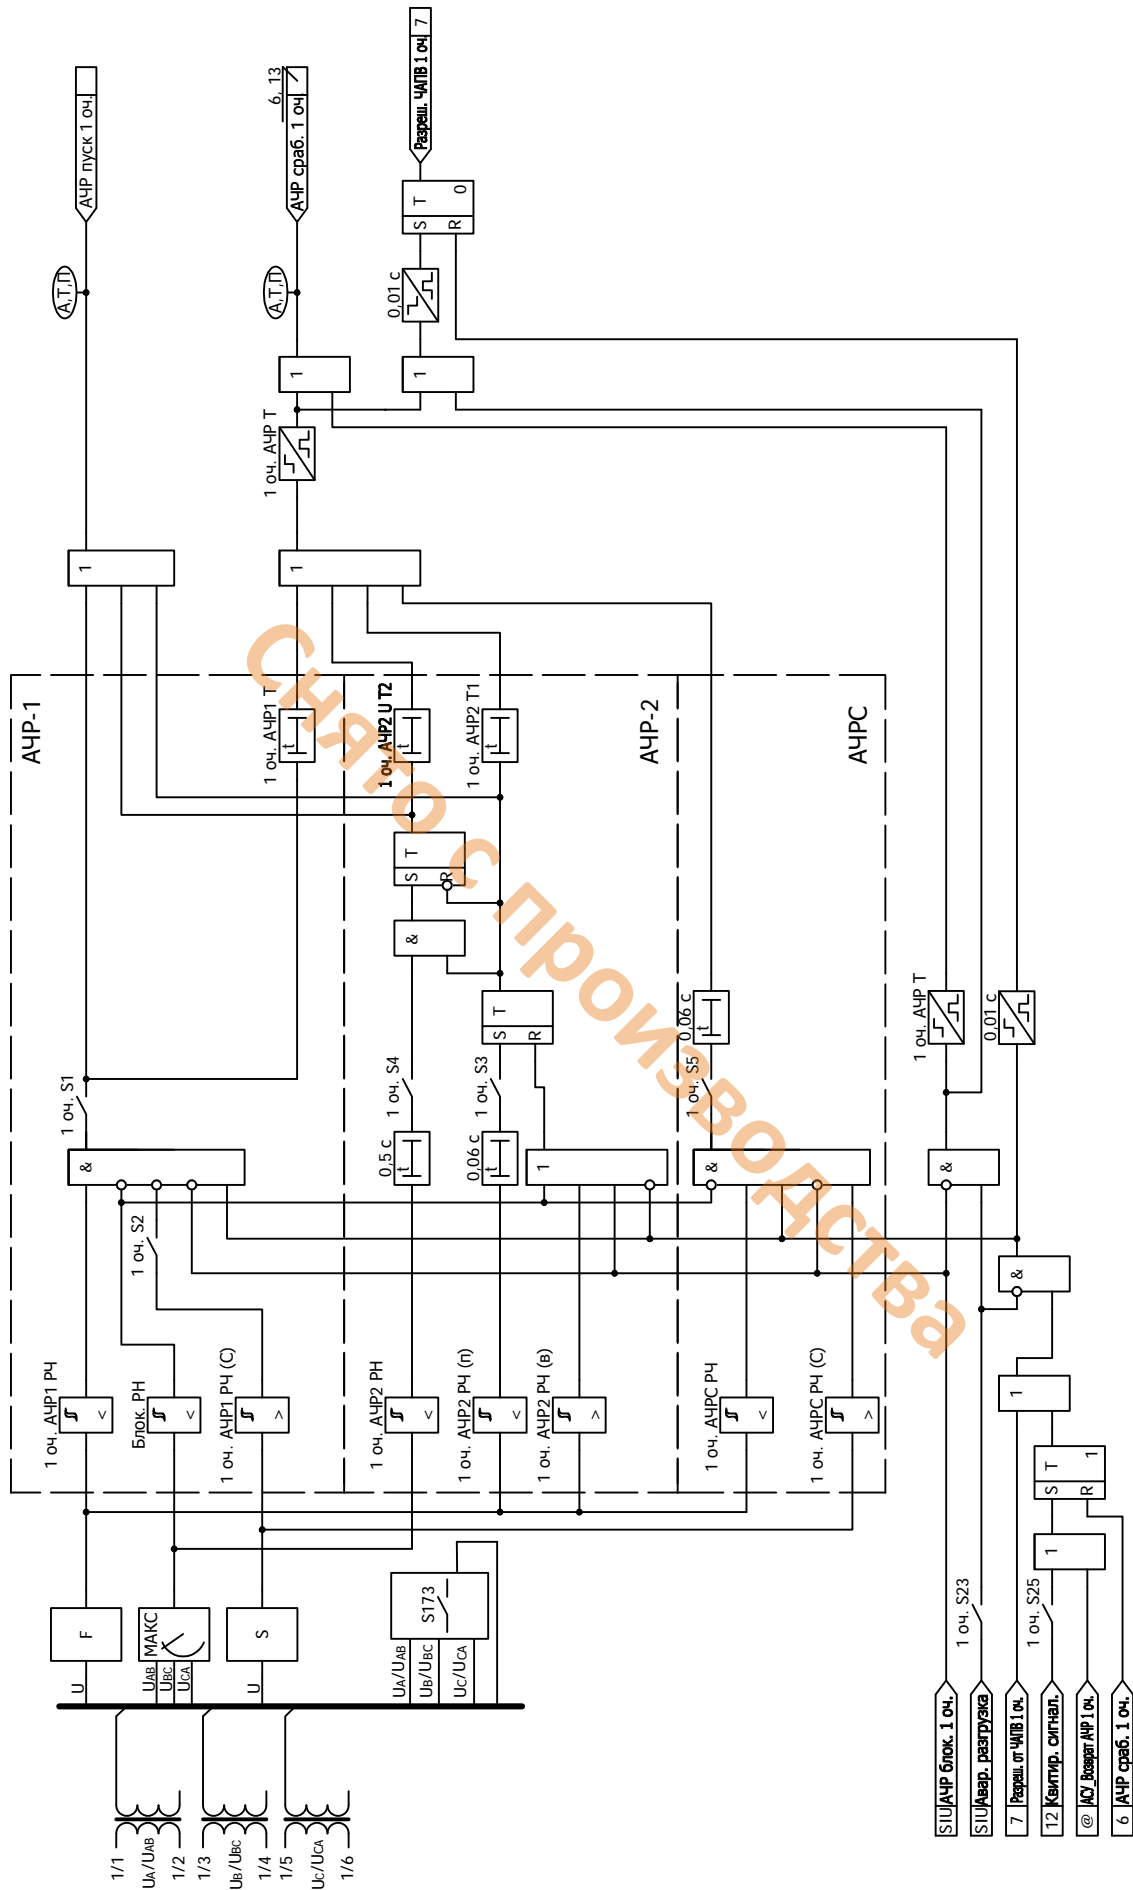 АЧР пуск 1 оч.
6, 13
АЧР сраб. 1 оч.
Разреш. ЧАПВ 1 оч. 7
А,Т,П
А,Т,П
S T
R 0
0,01 с
1
1
1 оч. АЧР Т
1
1
АЧР-1
1 оч. АЧР1 Т
t
1 оч. АЧР2 U Т2
t
1 оч. АЧР2 Т1
t
АЧР-2
АЧРС
S T
R
&
S T
R
0,06 с
t
1 оч. АЧР Т
0,01 с
1 оч. S1
1 оч. S4
1 оч. S3
1 оч. S5
&
1 оч. S2
0,5 с
t
0,06 с
t
1
&
&
&
1 оч. АЧР1 РЧ
<
Блок. РН
<
1 оч. АЧР1 РЧ (С)
>
1 оч. АЧР2 РН
<
1 оч. АЧР2 РЧ (п)
<
1 оч. АЧР2 РЧ (в)
>
1 оч. АЧРС РЧ
<
1 оч. АЧРС РЧ (С)
>
1
S T
R 1
1
F
U
МАКС
UAB
UBC
UCA
S
U
S173
UA/UAB
UB/UBC
UC/UCA
1 оч. S23
1 оч. S25
1/1
UA/UAB
1/2
1/3
UB/UBC
1/4
1/5
UC/UCA
1/6
SIU АЧР блок. 1 оч.
SIU Авар. разгрузка
7 Разреш. от ЧАПВ 1 оч.
12 Квитир. сигнал.
@ АСУ_Возврат АЧР 1 оч.
6 АЧР сраб. 1 оч.
Снято с производства